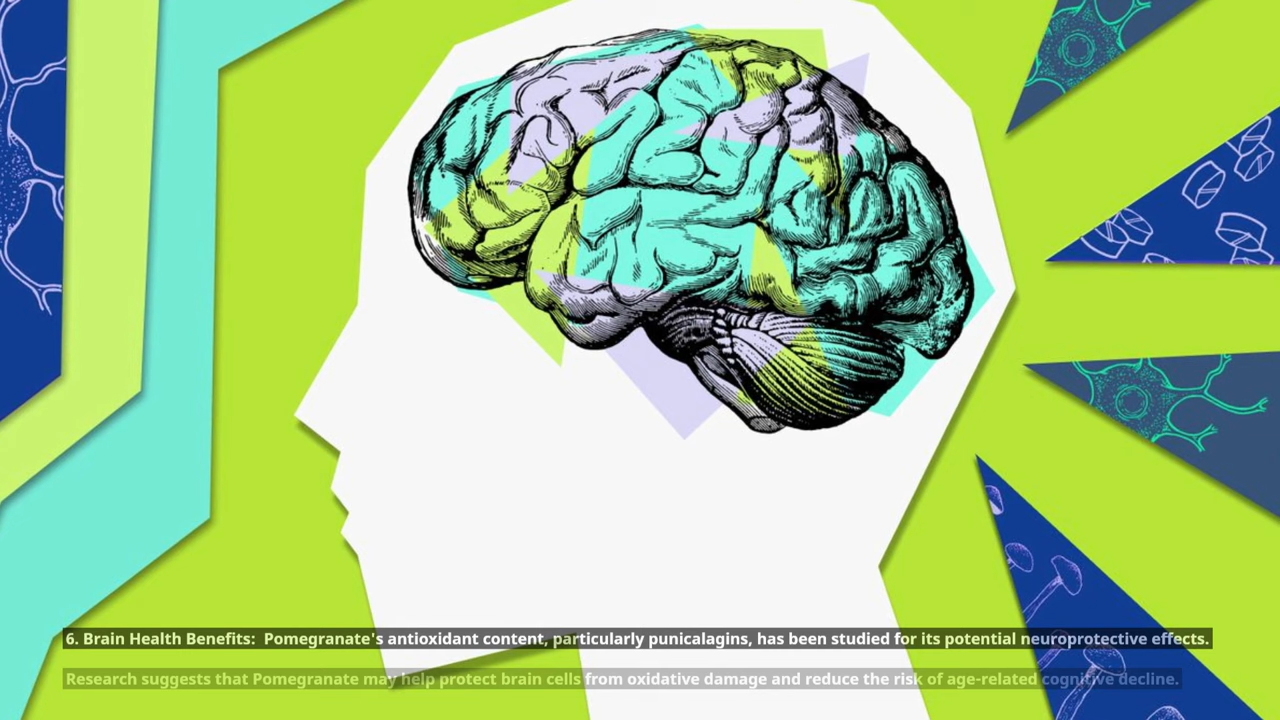 6. Brain Health Benefits:  Pomegranate's antioxidant content, particularly punicalagins, has been studied for its potential neuroprotective effects.
Research suggests that Pomegranate may help protect brain cells from oxidative damage and reduce the risk of age-related cognitive decline.